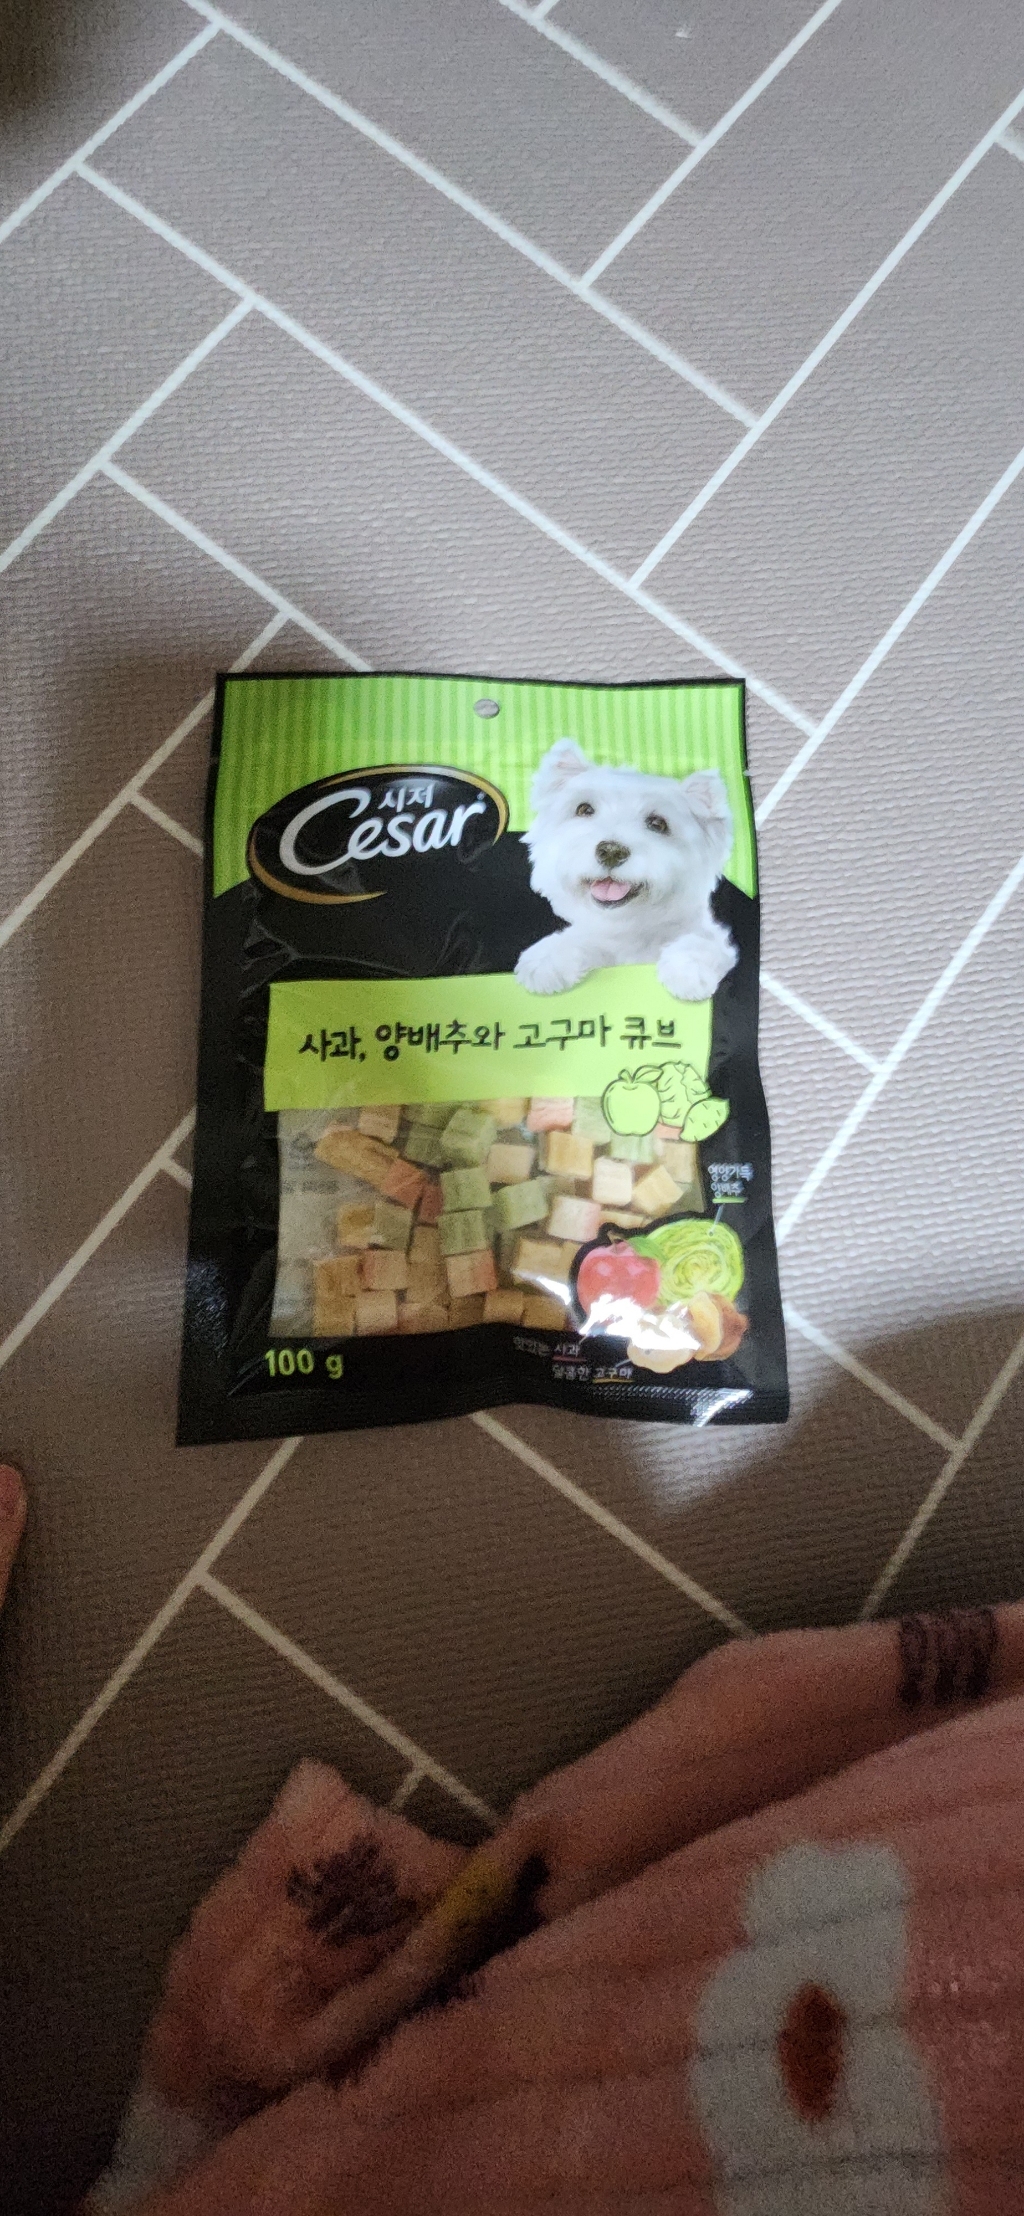 시저
Cesar
사과, 양배추와 고구마 큐브
영양가득
양배추
맛있는 사과
달콤한 고구마
100 g